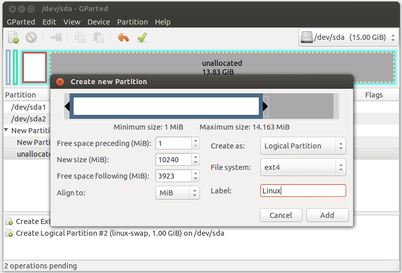 /dev/sda - GParted
GParted Edit View Device Partition Help
/dev/sda (15.00 GiB)
unallocated
13.83 GiB
Partition
Flags
/dev/sda1
/dev/sda2
New Partit
New Parti
unallocat
Create new Partition
Minimum size: 1 MiB Maximum size: 14.163 MiB
Free space preceding (MiB): 1
Create as: Logical Partition
New size (MiB): 10240
File system: ext4
Free space following (MiB): 3923
Align to: MiB
Label: Linux
Cancel Add
Create Ext
Create Logical Partition #2 (linux-swap, 1.00 GiB) on /dev/sda
2 operations pending